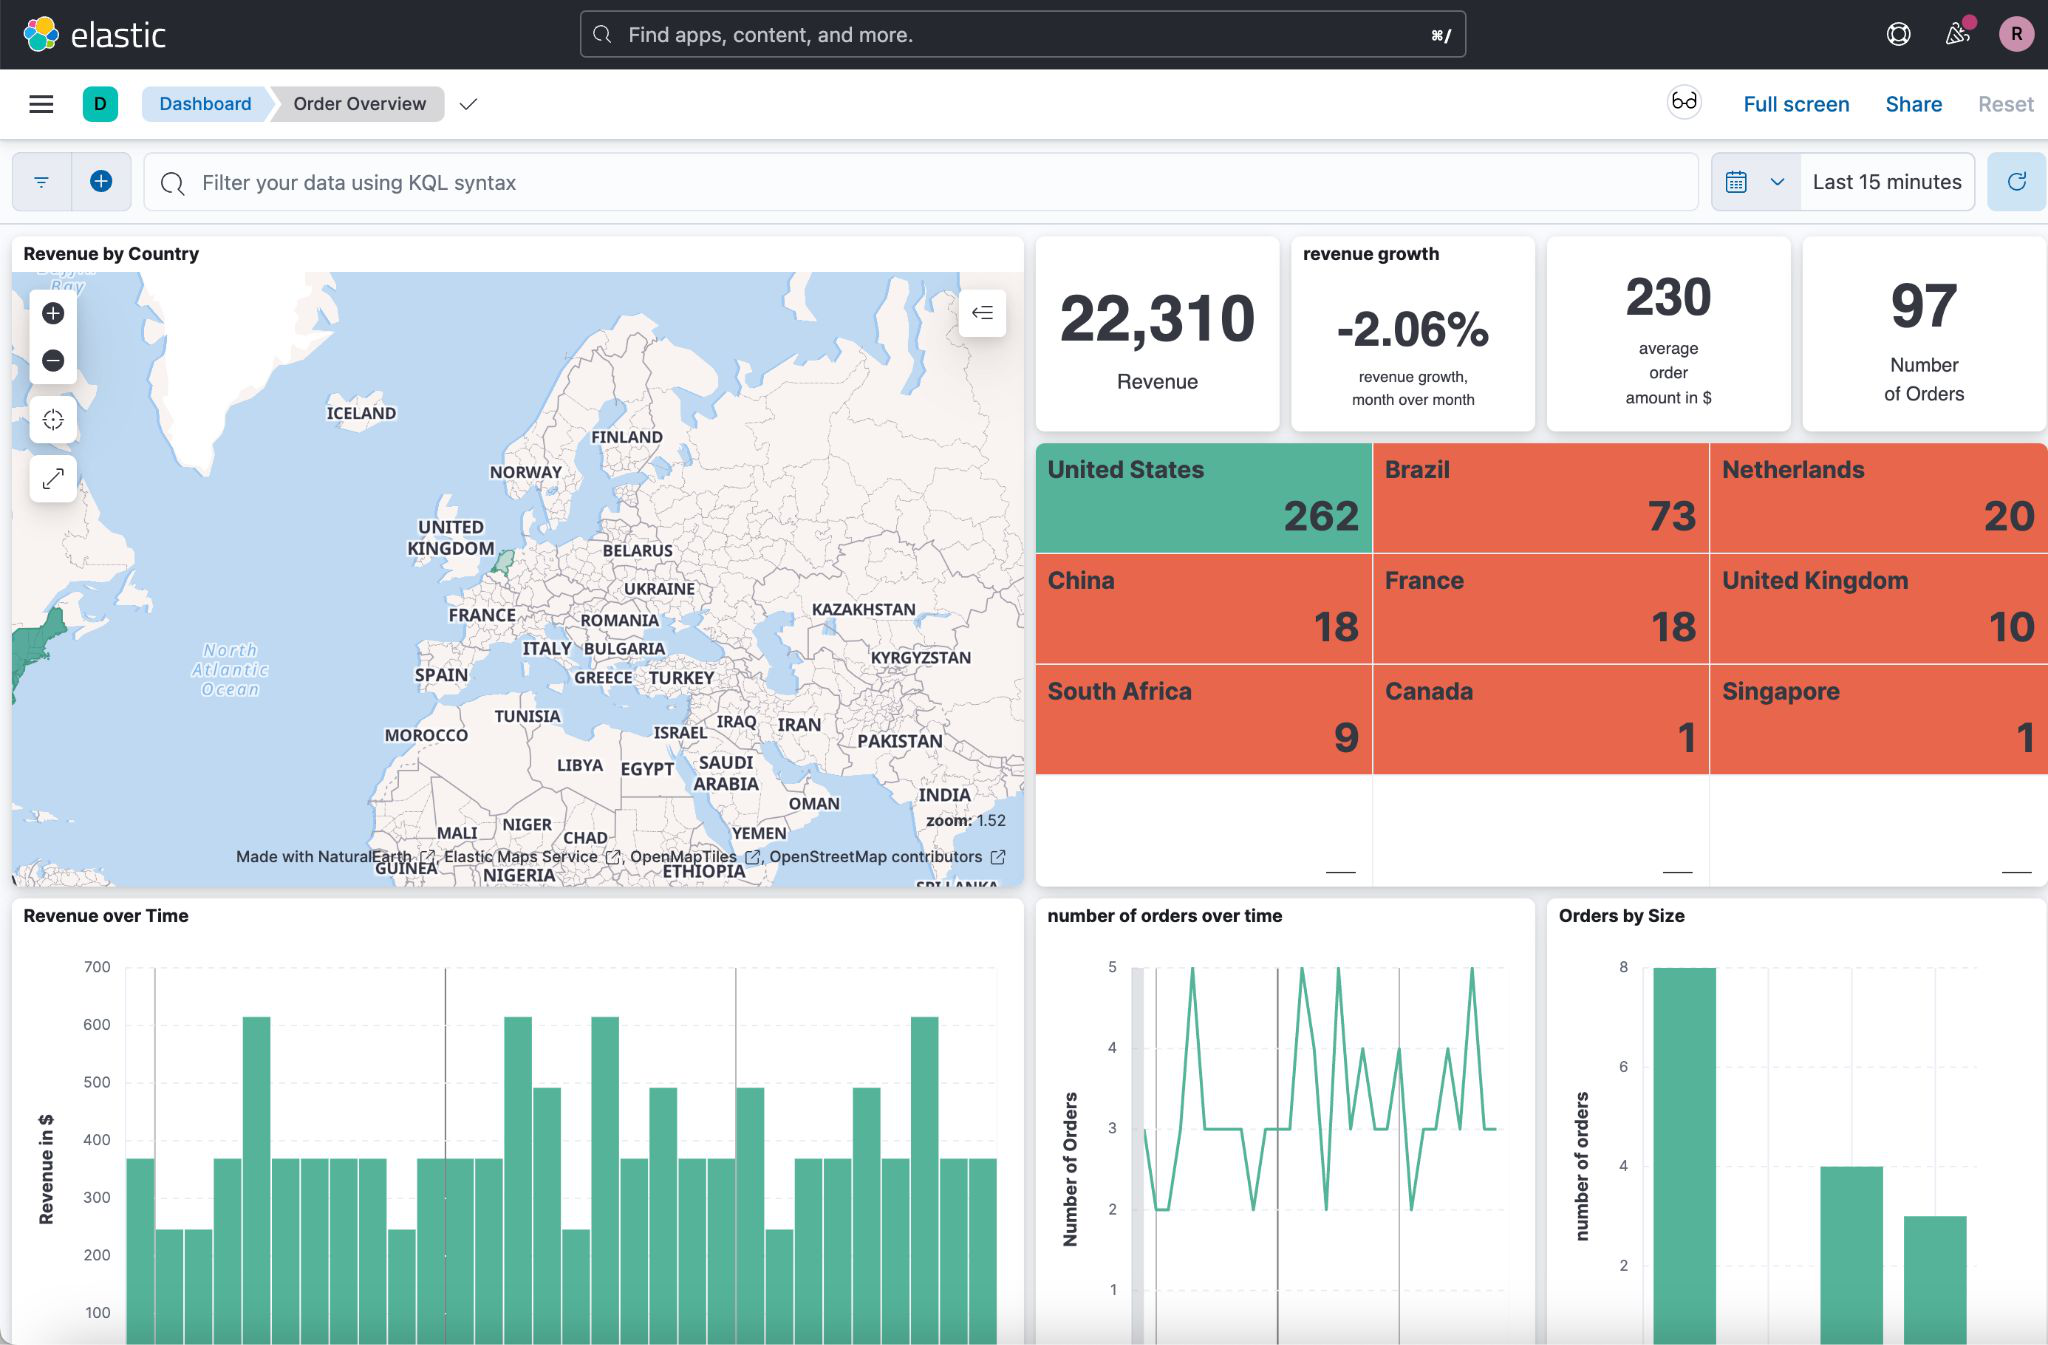 elastic
Find apps, content, and more.
⌘/
R
D
Dashboard
Order Overview
Full screen
Share
Reset
Filter your data using KQL syntax
Last 15 minutes
Revenue by Country
Bay
ICELAND
FINLAND
NORWAY
UNITED
KINGDOM
BELARUS
UKRAINE
FRANCE
ROMANIA
KAZAKHSTAN
ITALY
BULGARIA
KYRGYZSTAN
SPAIN
GREECE
TURKEY
North
Atlantic
Ocean
TUNISIA
MOROCCO
ISRAEL
IRAQ
IRAN
PAKISTAN
LIBYA
EGYPT
SAUDI
ARABIA
INDIA
OMAN
zoom: 1.52
MALI
NIGER
CHAD
YEMEN
Made with NaturalEarth, Elastic Maps Service, OpenMapTiles, OpenStreetMap contributors
GUINEA
NIGERIA
ETHIOPIA
SRI LANKA
22,310
Revenue
revenue growth
-2.06%
revenue growth,
month over month
230
average
order
amount in $
97
Number
of Orders
United States
262
Brazil
73
Netherlands
20
China
18
France
18
United Kingdom
10
South Africa
9
Canada
1
Singapore
1
Revenue over Time
Revenue in $
700
600
500
400
300
200
100
number of orders over time
Number of Orders
5
4
3
2
1
Orders by Size
number of orders
8
6
4
2